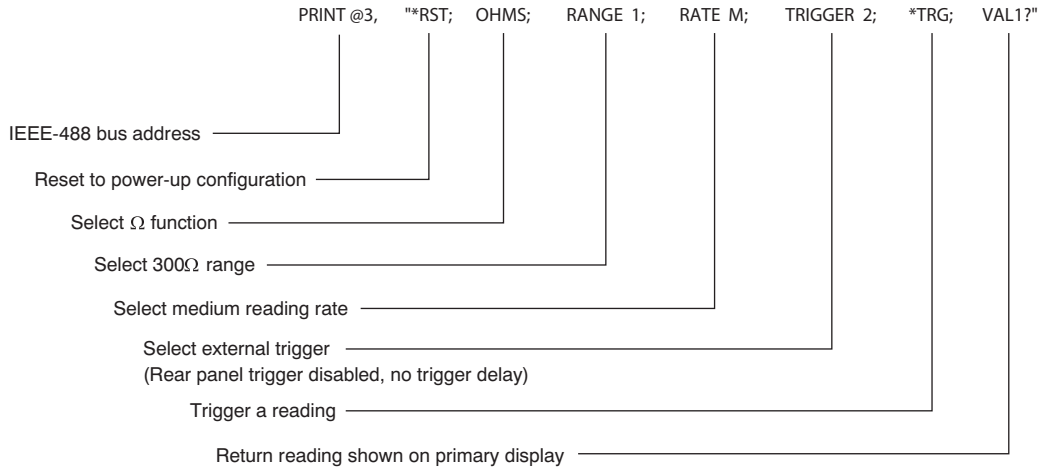 PRINT @3, "*RST; OHMS; RANGE 1; RATE M; TRIGGER 2; *TRG; VAL1?"
IEEE-488 bus address
Reset to power-up configuration
Select Ω function
Select 300Ω range
Select medium reading rate
Select external trigger
(Rear panel trigger disabled, no trigger delay)
Trigger a reading
Return reading shown on primary display